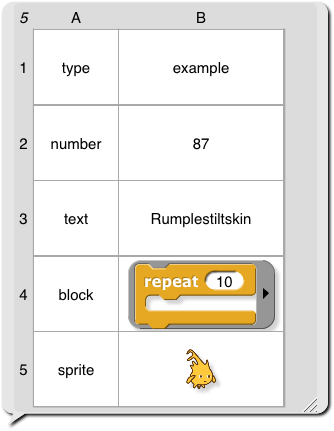 5 A B
1 type example
2 number 87
3 text Rumplestiltskin
4 block repeat 10
5 sprite